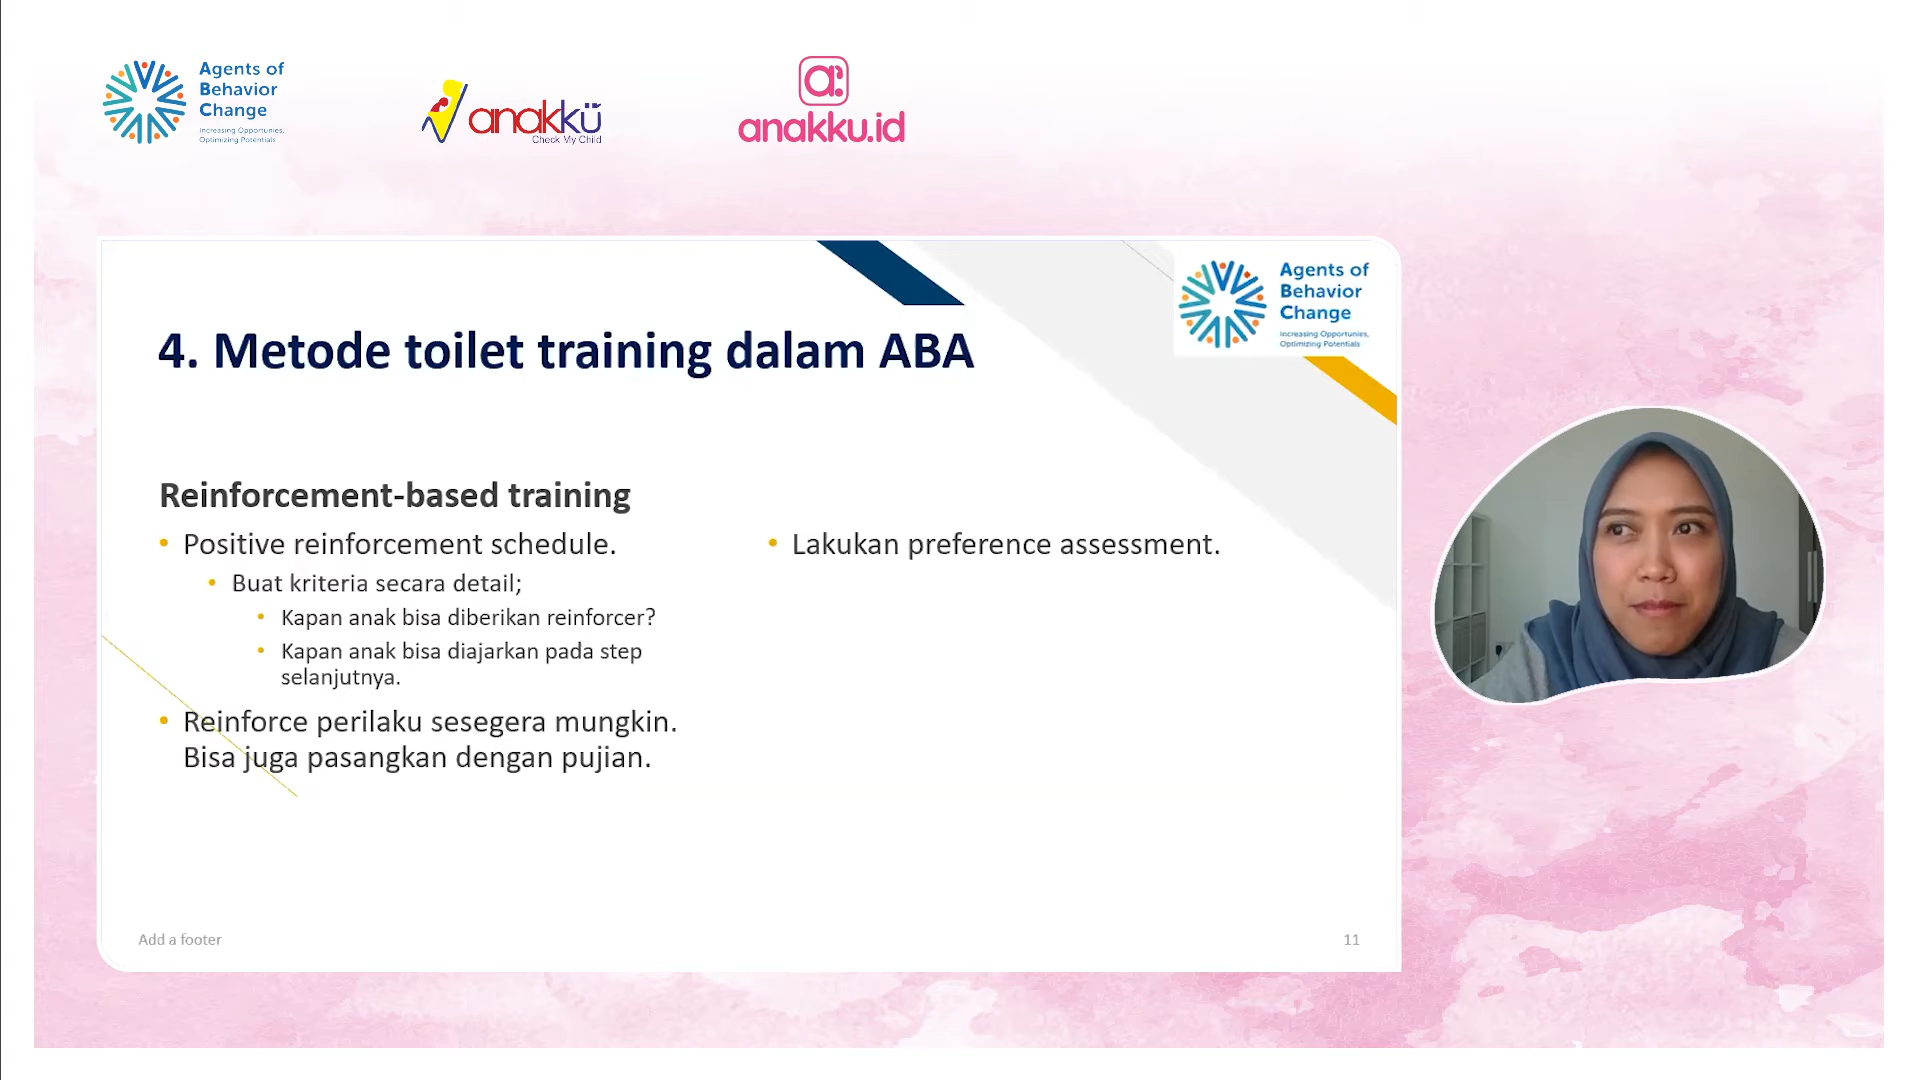 Agents of
Behavior
Change
Increasing Opportunies,
Optimizing Potentials
anakkü
Check My Child
a:
anakku.id
Agents of
Behavior
Change
Increasing Opportunies,
Optimizing Potentials
4. Metode toilet training dalam ABA
Reinforcement-based training
• Positive reinforcement schedule.
• Buat kriteria secara detail;
• Kapan anak bisa diberikan reinforcer?
• Kapan anak bisa diajarkan pada step
selanjutnya.
• Reinforce perilaku sesegera mungkin.
Bisa juga pasangkan dengan pujian.
• Lakukan preference assessment.
Add a footer
11